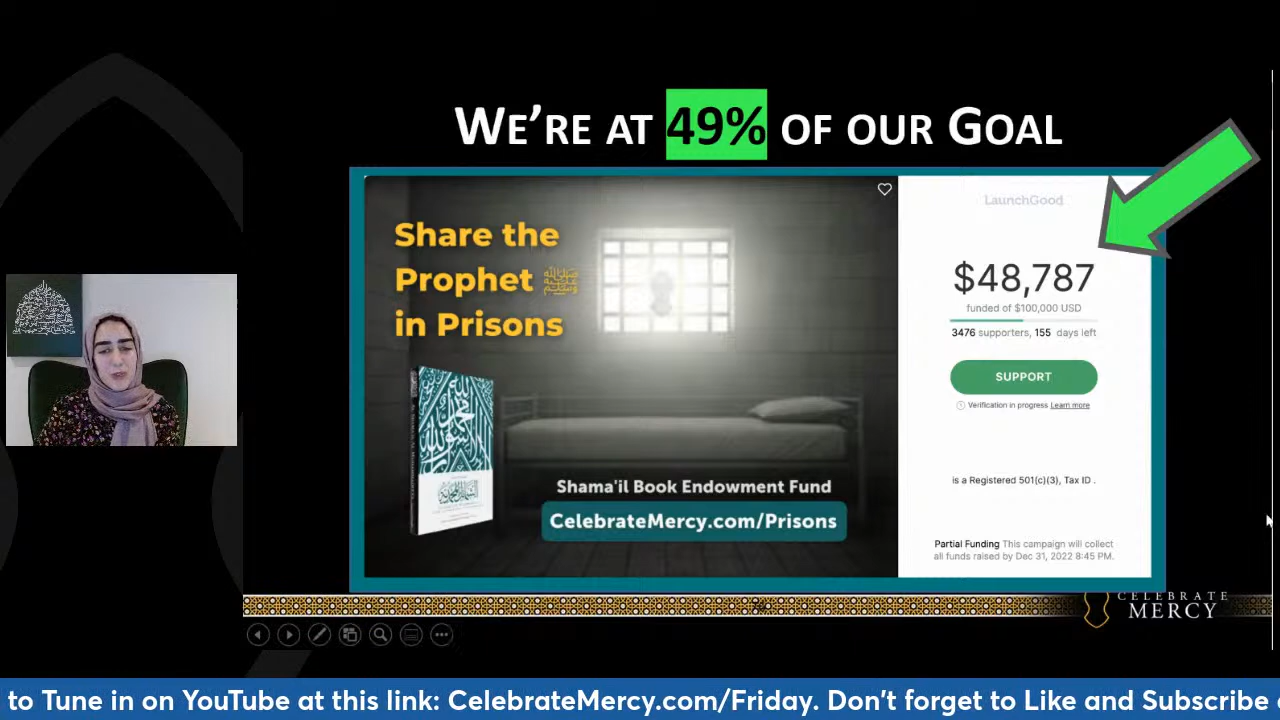 WE'RE AT 49% OF OUR GOAL
Share the
Prophet ﷺ
in Prisons
Shama'il Book Endowment Fund
CelebrateMercy.com/Prisons
LaunchGood
$48,787
funded of $100,000 USD
3476 supporters, 155 days left
SUPPORT
Verification in progress Learn more
is a Registered 501(c)(3), Tax ID .
Partial Funding This campaign will collect
all funds raised by Dec 31, 2022 8:45 PM.
CELEBRATE
MERCY
to Tune in on YouTube at this link: CelebrateMercy.com/Friday. Don't forget to Like and Subscribe